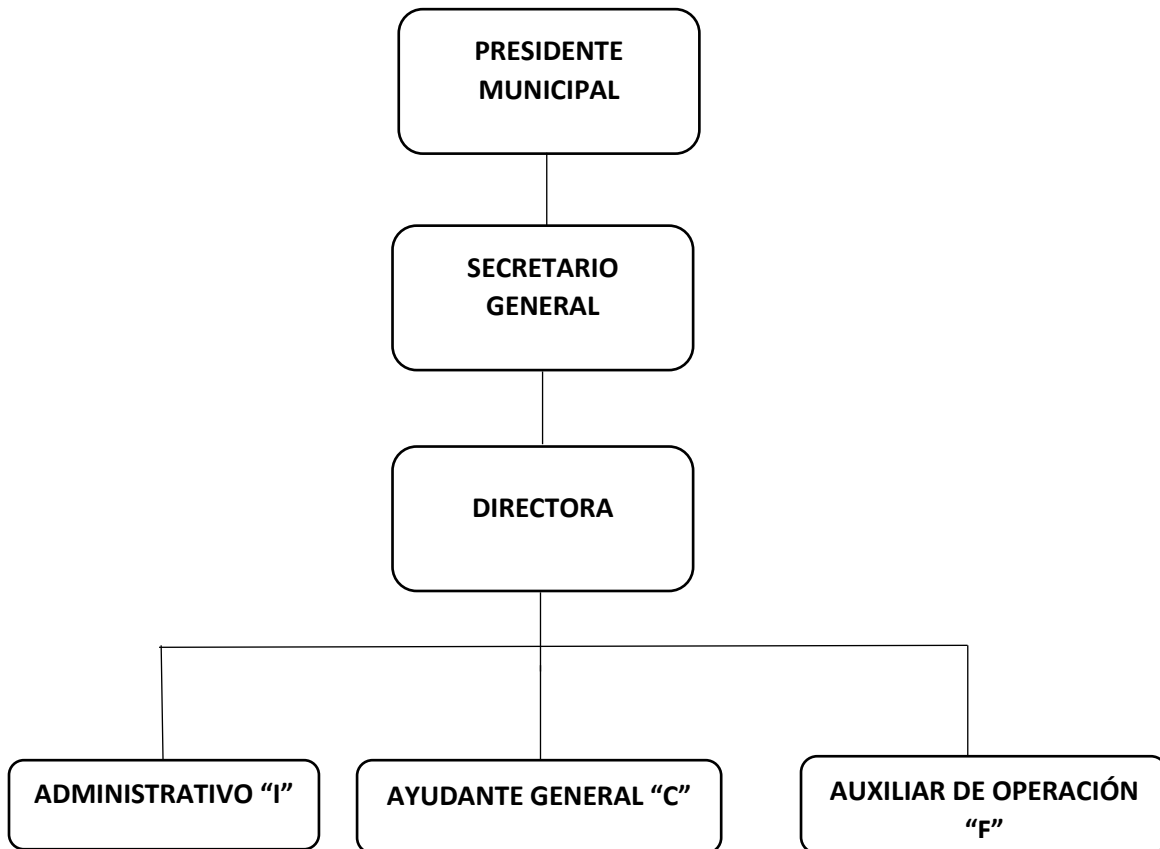 PRESIDENTE
MUNICIPAL
SECRETARIO
GENERAL
DIRECTORA
ADMINISTRATIVO “I”
AYUDANTE GENERAL “C”
AUXILIAR DE OPERACIÓN
“F”